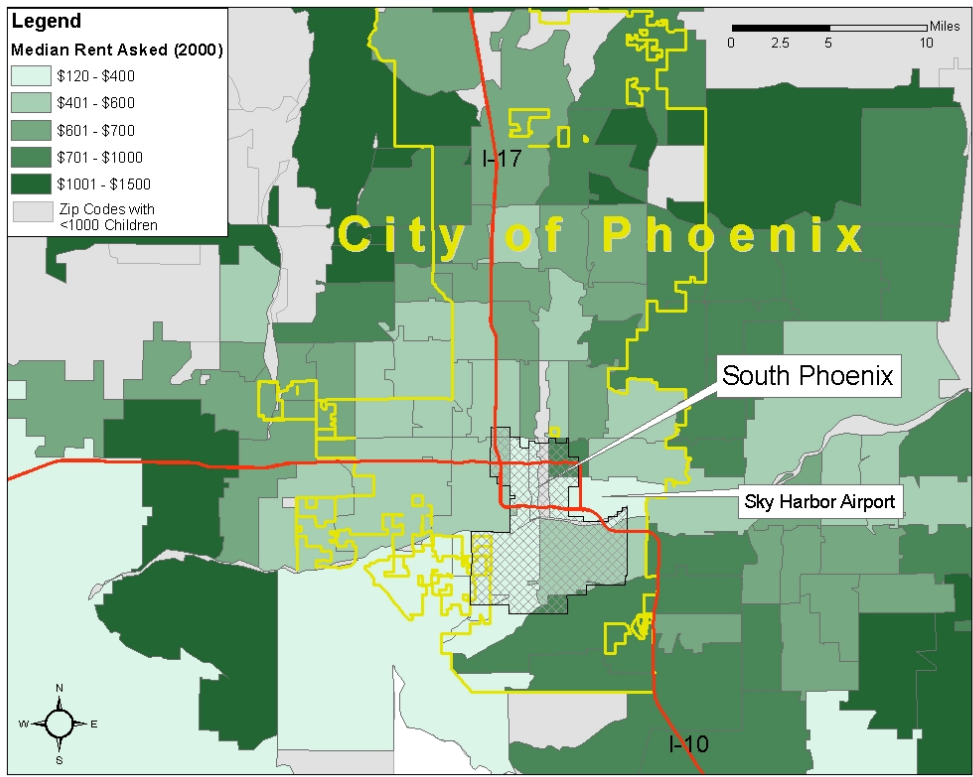 Legend
Median Rent Asked (2000)
$120 - $400
$401 - $600
$601 - $700
$701 - $1000
$1001 - $1500
Zip Codes with
<1000 Children
Miles
0 2.5 5 10
I-17
City of Phoenix
South Phoenix
Sky Harbor Airport
N
W E
S
I-10